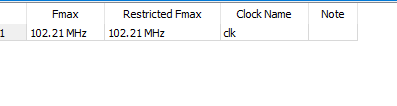 Fmax Restricted Fmax Clock Name Note
1 102.21 MHz 102.21 MHz clk